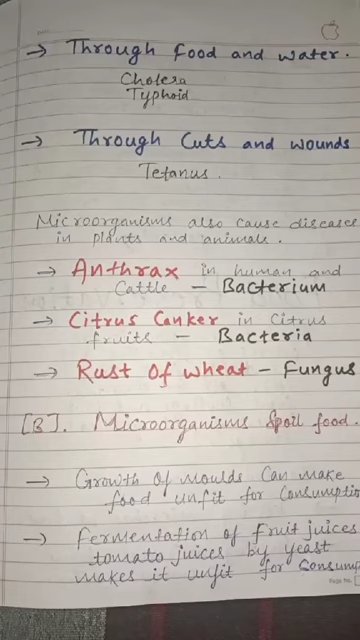 → Through food and water.
Cholera
Typhoid
→ Through Cuts and wounds
Tetanus.
Microorganisms also cause diseases
in plants and animals.
→ Anthrax in human and
Cattle – Bacterium
→ Citrus Canker in Citrus
fruits – Bacteria
→ Rust Of wheat – Fungus
[B]. Microorganisms Spoil food.
→ Growth Of moulds Can make
food unfit for Consumptio
→ Fermentation of fruit juices
tomato juices by yeast
makes it unfit for Consump
Page No.